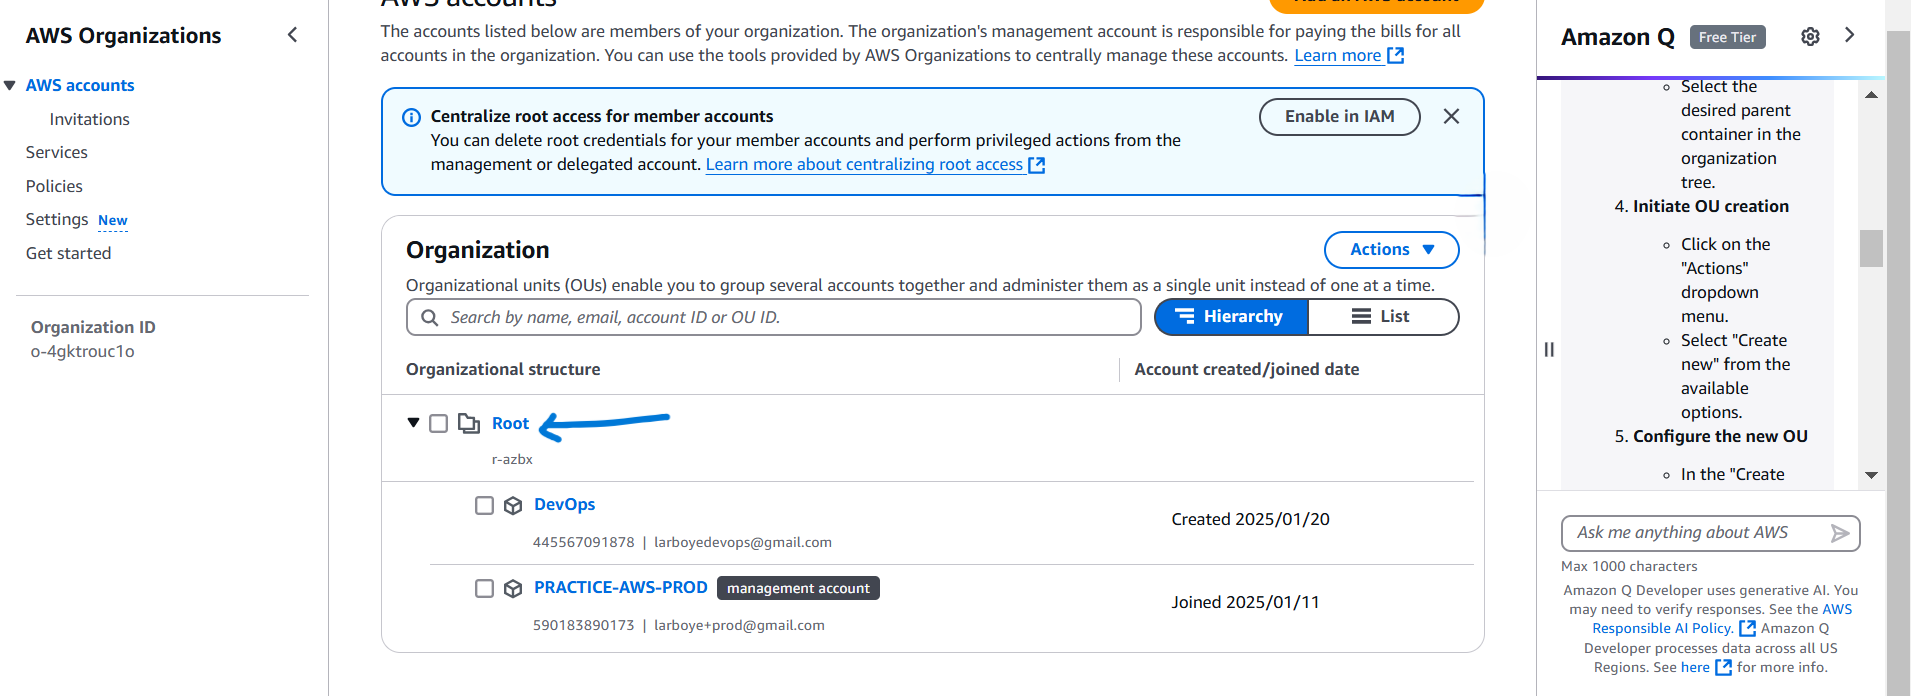 AWS Organizations
AWS accounts
Invitations
Services
Policies
Settings New
Get started
Organization ID
o-4gktrouc1o
AWS accounts
Add an AWS account
The accounts listed below are members of your organization. The organization's management account is responsible for paying the bills for all
accounts in the organization. You can use the tools provided by AWS Organizations to centrally manage these accounts. Learn more
Centralize root access for member accounts
You can delete root credentials for your member accounts and perform privileged actions from the
management or delegated account. Learn more about centralizing root access
Enable in IAM
Organization
Actions
Organizational units (OUs) enable you to group several accounts together and administer them as a single unit instead of one at a time.
Search by name, email, account ID or OU ID.
Hierarchy
List
Organizational structure
Account created/joined date
Root
r-azbx
DevOps
445567091878 | larboyedevops@gmail.com
Created 2025/01/20
PRACTICE-AWS-PROD management account
590183890173 | larboye+prod@gmail.com
Joined 2025/01/11
Amazon Q Free Tier
Select the
desired parent
container in the
organization
tree.
4. Initiate OU creation
Click on the
"Actions"
dropdown
menu.
Select "Create
new" from the
available
options.
5. Configure the new OU
In the "Create
Ask me anything about AWS
Max 1000 characters
Amazon Q Developer uses generative AI. You
may need to verify responses. See the AWS
Responsible AI Policy. Amazon Q
Developer processes data across all US
Regions. See here for more info.